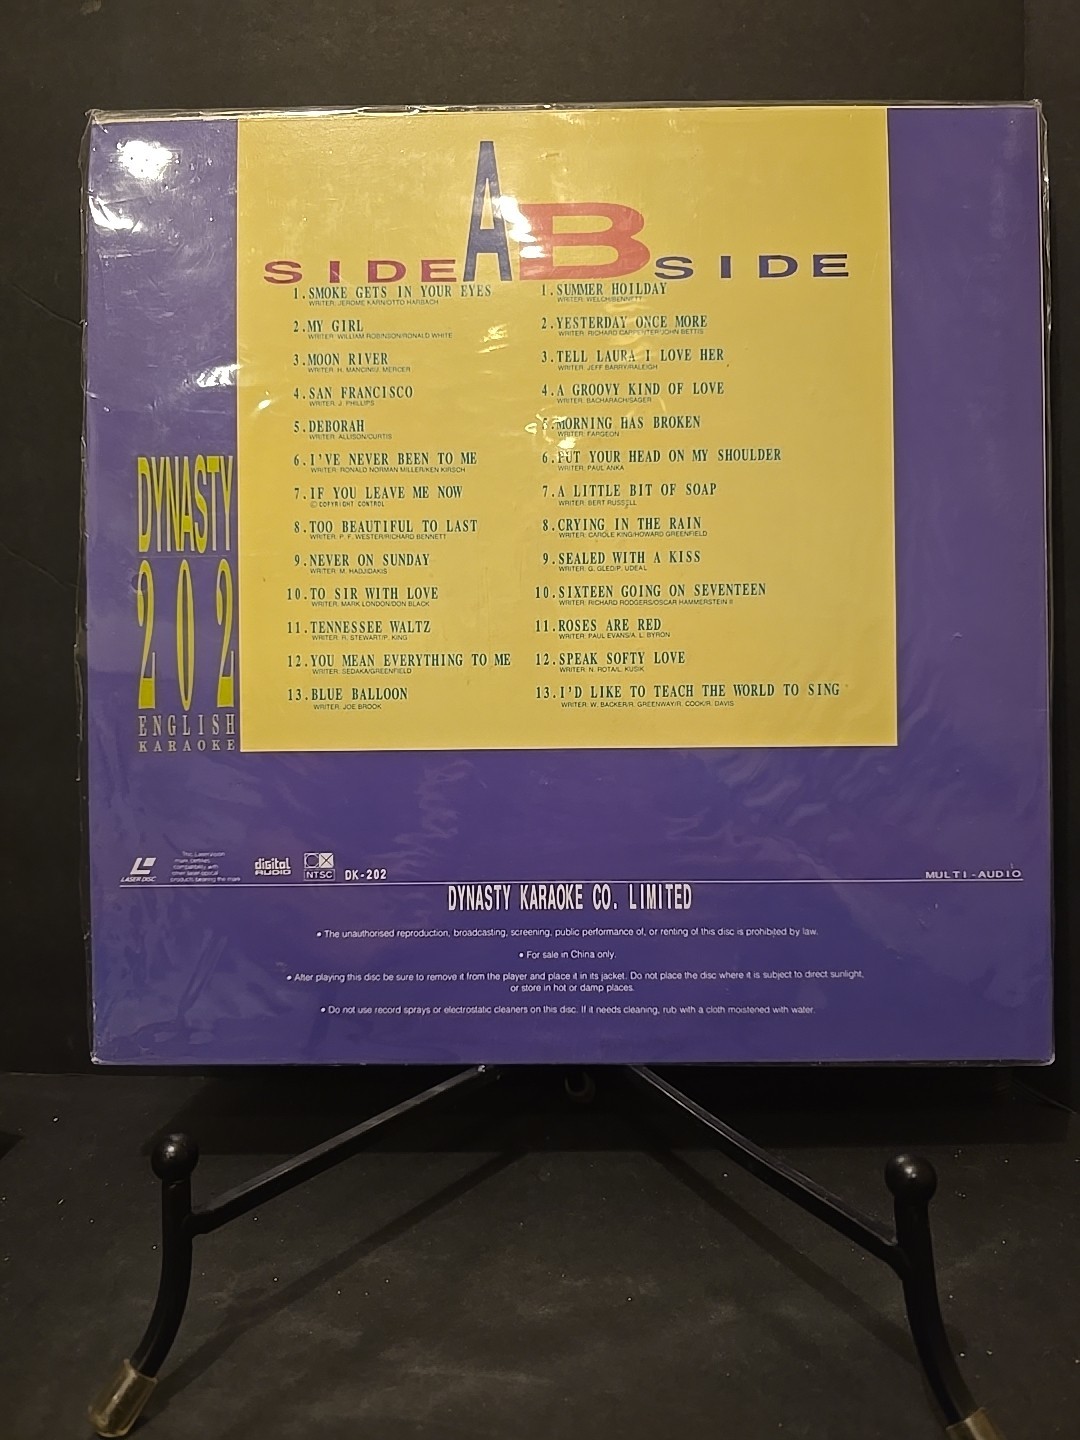 SIDE A
1.SMOKE GETS IN YOUR EYES
WRITER: JEROME KARN/OTTO HARBACH
2.MY GIRL
WRITER: WILLIAM ROBINSON/RONALD WHITE
3.MOON RIVER
WRITER: H. MANCINI/J. MERCER
4.SAN FRANCISCO
WRITER: J. PHILLIPS
5.DEBORAH
WRITER: ALLISON/CURTIS
6.I'VE NEVER BEEN TO ME
WRITER: RONALD NORMAN MILLER/KEN KIRSCH
7.IF YOU LEAVE ME NOW
© COPYRIGHT CONTROL
8.TOO BEAUTIFUL TO LAST
WRITER: P. F. WESTER/RICHARD BENNETT
9.NEVER ON SUNDAY
WRITER: M. HADJIDAKIS
10.TO SIR WITH LOVE
WRITER: MARK LONDON/DON BLACK
11.TENNESSEE WALTZ
WRITER: R. STEWART/P. KING
12.YOU MEAN EVERYTHING TO ME
WRITER: SEDAKA/GREENFIELD
13.BLUE BALLOON
WRITER: JOE BROOK
B SIDE
1.SUMMER HOILDAY
WRITER: WELCH/BENNETT
2.YESTERDAY ONCE MORE
WRITER: RICHARD CARPENTER/JOHN BETTIS
3.TELL LAURA I LOVE HER
WRITER: JEFF BARRY/RALEIGH
4.A GROOVY KIND OF LOVE
WRITER: BACHARACH/SAGER
5.MORNING HAS BROKEN
WRITER: FARGEON
6.PUT YOUR HEAD ON MY SHOULDER
WRITER: PAUL ANKA
7.A LITTLE BIT OF SOAP
WRITER: BERT RUSSELL
8.CRYING IN THE RAIN
WRITER: CAROLE KING/HOWARD GREENFIELD
9.SEALED WITH A KISS
WRITER: G. GLED/P. UDEAL
10.SIXTEEN GOING ON SEVENTEEN
WRITER: RICHARD RODGERS/OSCAR HAMMERSTEIN II
11.ROSES ARE RED
WRITER: PAUL EVANS/A. L. BYRON
12.SPEAK SOFTY LOVE
WRITER: N. ROTA/L. KUSIK
13.I'D LIKE TO TEACH THE WORLD TO SING
WRITER: W. BACKER/R. GREENWAY/R. COOK/R. DAVIS
DYNASTY
202
ENGLISH
KARAOKE
LASER DISC
compatibility with
other laser optical
products bearing the mark
digital
AUDIO
NTSC
DK-202
MULTI-AUDIO
DYNASTY KARAOKE CO. LIMITED
• The unauthorised reproduction, broadcasting, screening, public performance of, or renting of this disc is prohibited by law.
• For sale in China only.
• After playing this disc be sure to remove it from the player and place it in its jacket. Do not place the disc where it is subject to direct sunlight,
or store in hot or damp places.
• Do not use record sprays or electrostatic cleaners on this disc. If it needs cleaning, rub with a cloth moistened with water.